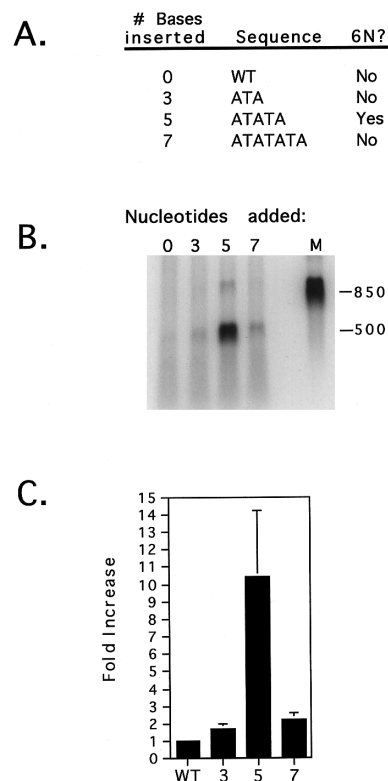 A.
# Bases
inserted Sequence 6N?
0 WT No
3 ATA No
5 ATATA Yes
7 ATATATA No
Nucleotides added:
B.
0 3 5 7 M
–850
–500
C.
15
14
13
12
11
10
9
8
7
6
5
4
3
2
1
0
Fold Increase
WT 3 5 7